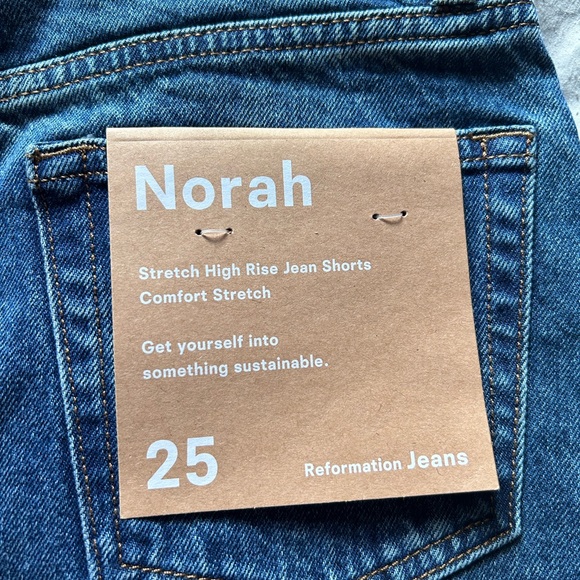 Norah
Stretch High Rise Jean Shorts
Comfort Stretch
Get yourself into
something sustainable.
25
Reformation Jeans